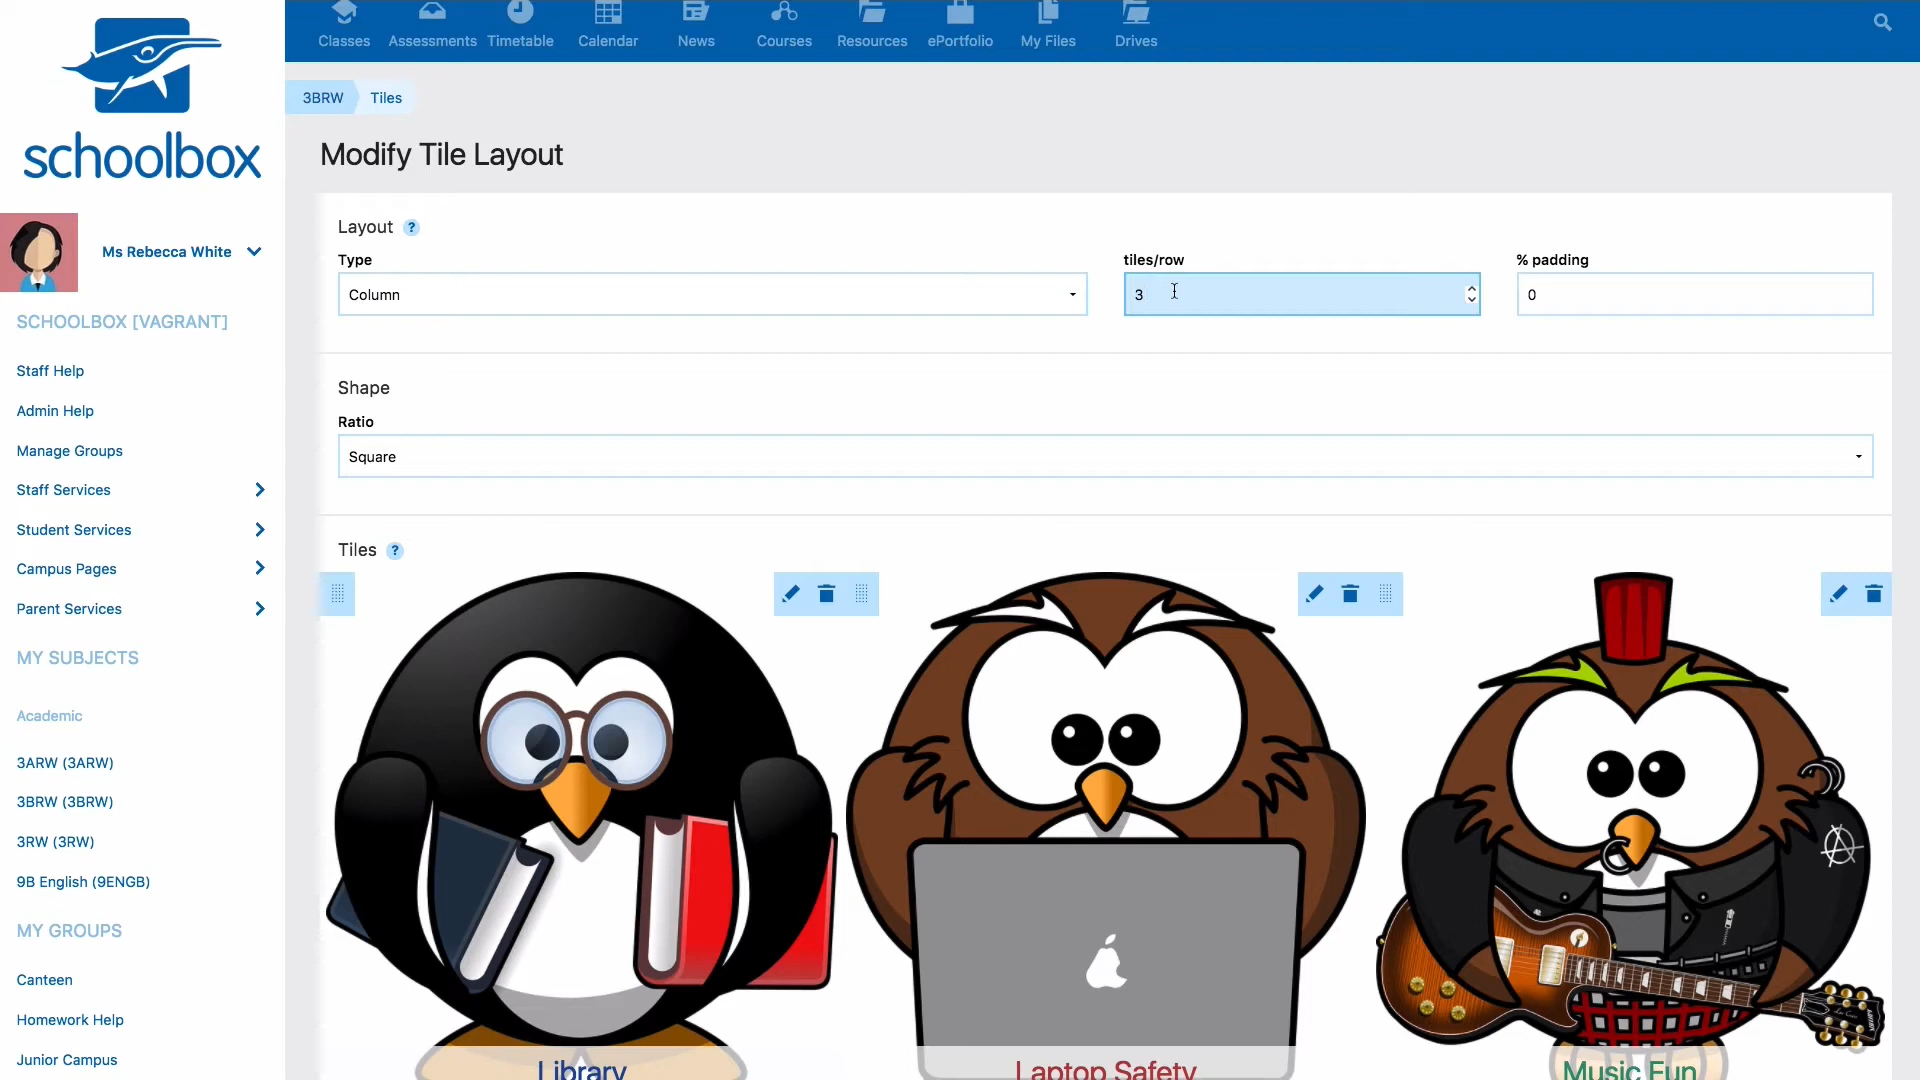 Classes
Assessments
Timetable
Calendar
News
Courses
Resources
ePortfolio
My Files
Drives
schoolbox
Ms Rebecca White
SCHOOLBOX [VAGRANT]
Staff Help
Admin Help
Manage Groups
Staff Services
Student Services
Campus Pages
Parent Services
MY SUBJECTS
Academic
3ARW (3ARW)
3BRW (3BRW)
3RW (3RW)
9B English (9ENGB)
MY GROUPS
Canteen
Homework Help
Junior Campus
3BRW
Tiles
Modify Tile Layout
Layout ?
Type
tiles/row
% padding
Column
3
0
Shape
Ratio
Square
Tiles ?
Library
Laptop Safety
Music Fun